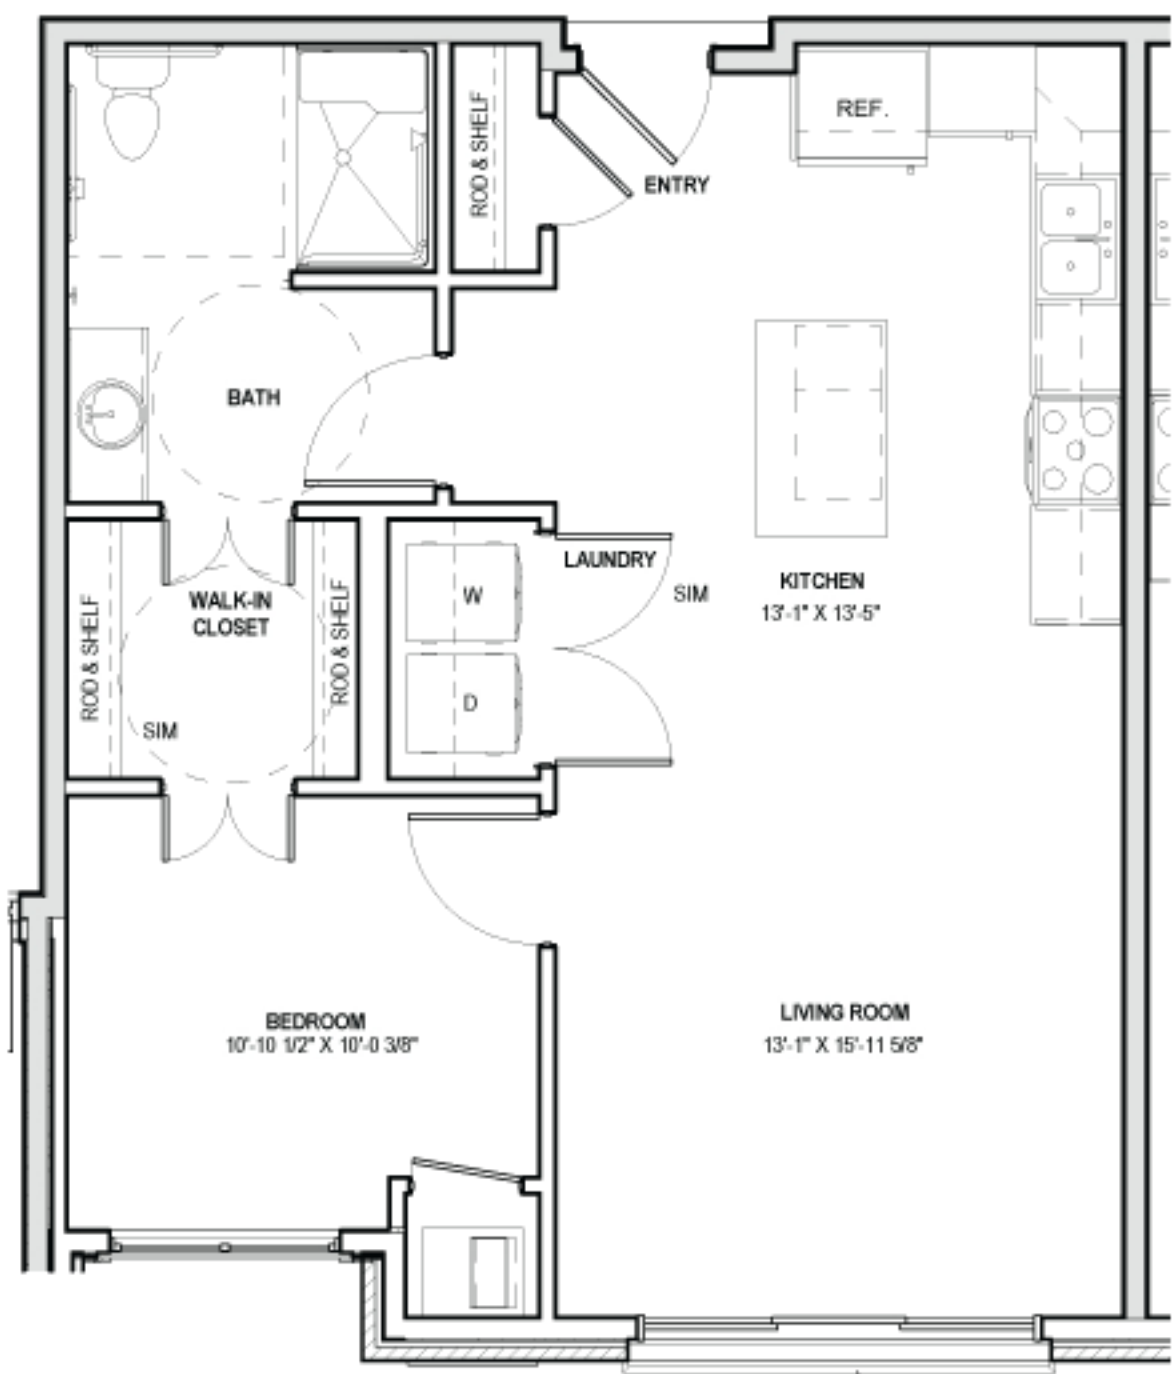 REF.
ROD & SHELF
ENTRY
BATH
LAUNDRY
W
SIM
KITCHEN
13'-1" X 13'-5"
WALK-IN
CLOSET
ROD & SHELF
ROD & SHELF
D
SIM
LIVING ROOM
13'-1" X 15'-11 5/8"
BEDROOM
10'-10 1/2" X 10'-0 3/8"